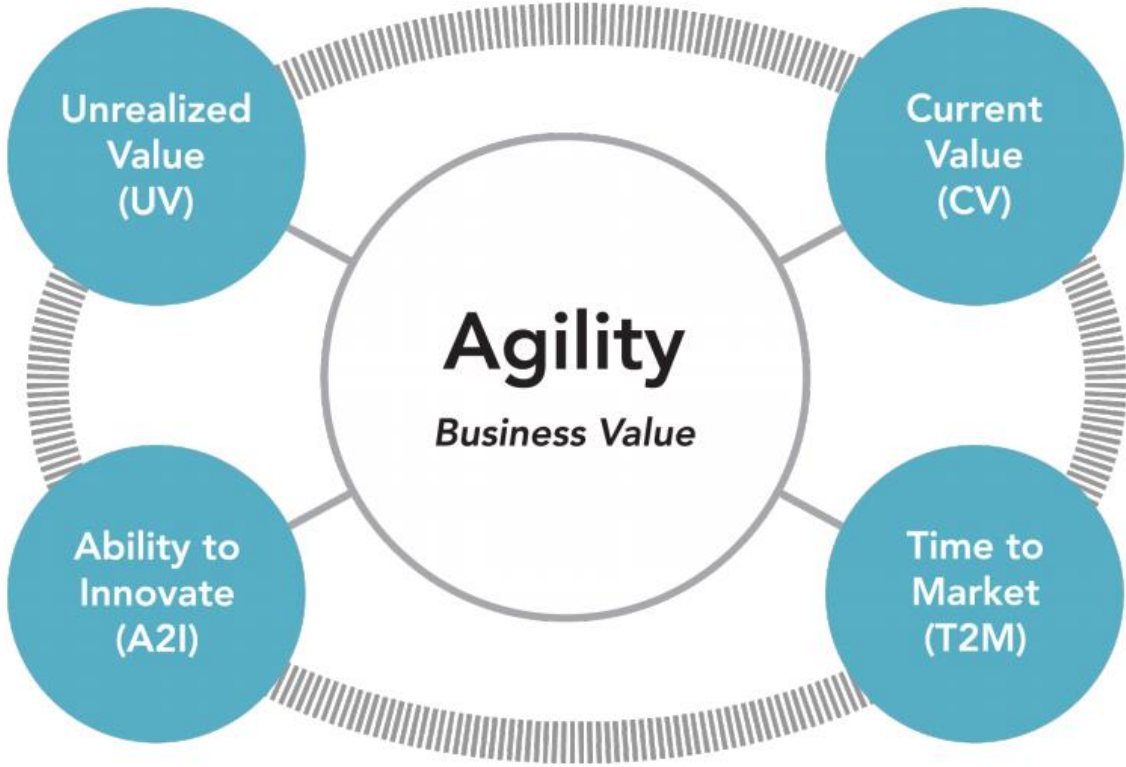 Unrealized
Value
(UV)
Current
Value
(CV)
Agility
Business Value
Ability to
Innovate
(A2I)
Time to
Market
(T2M)